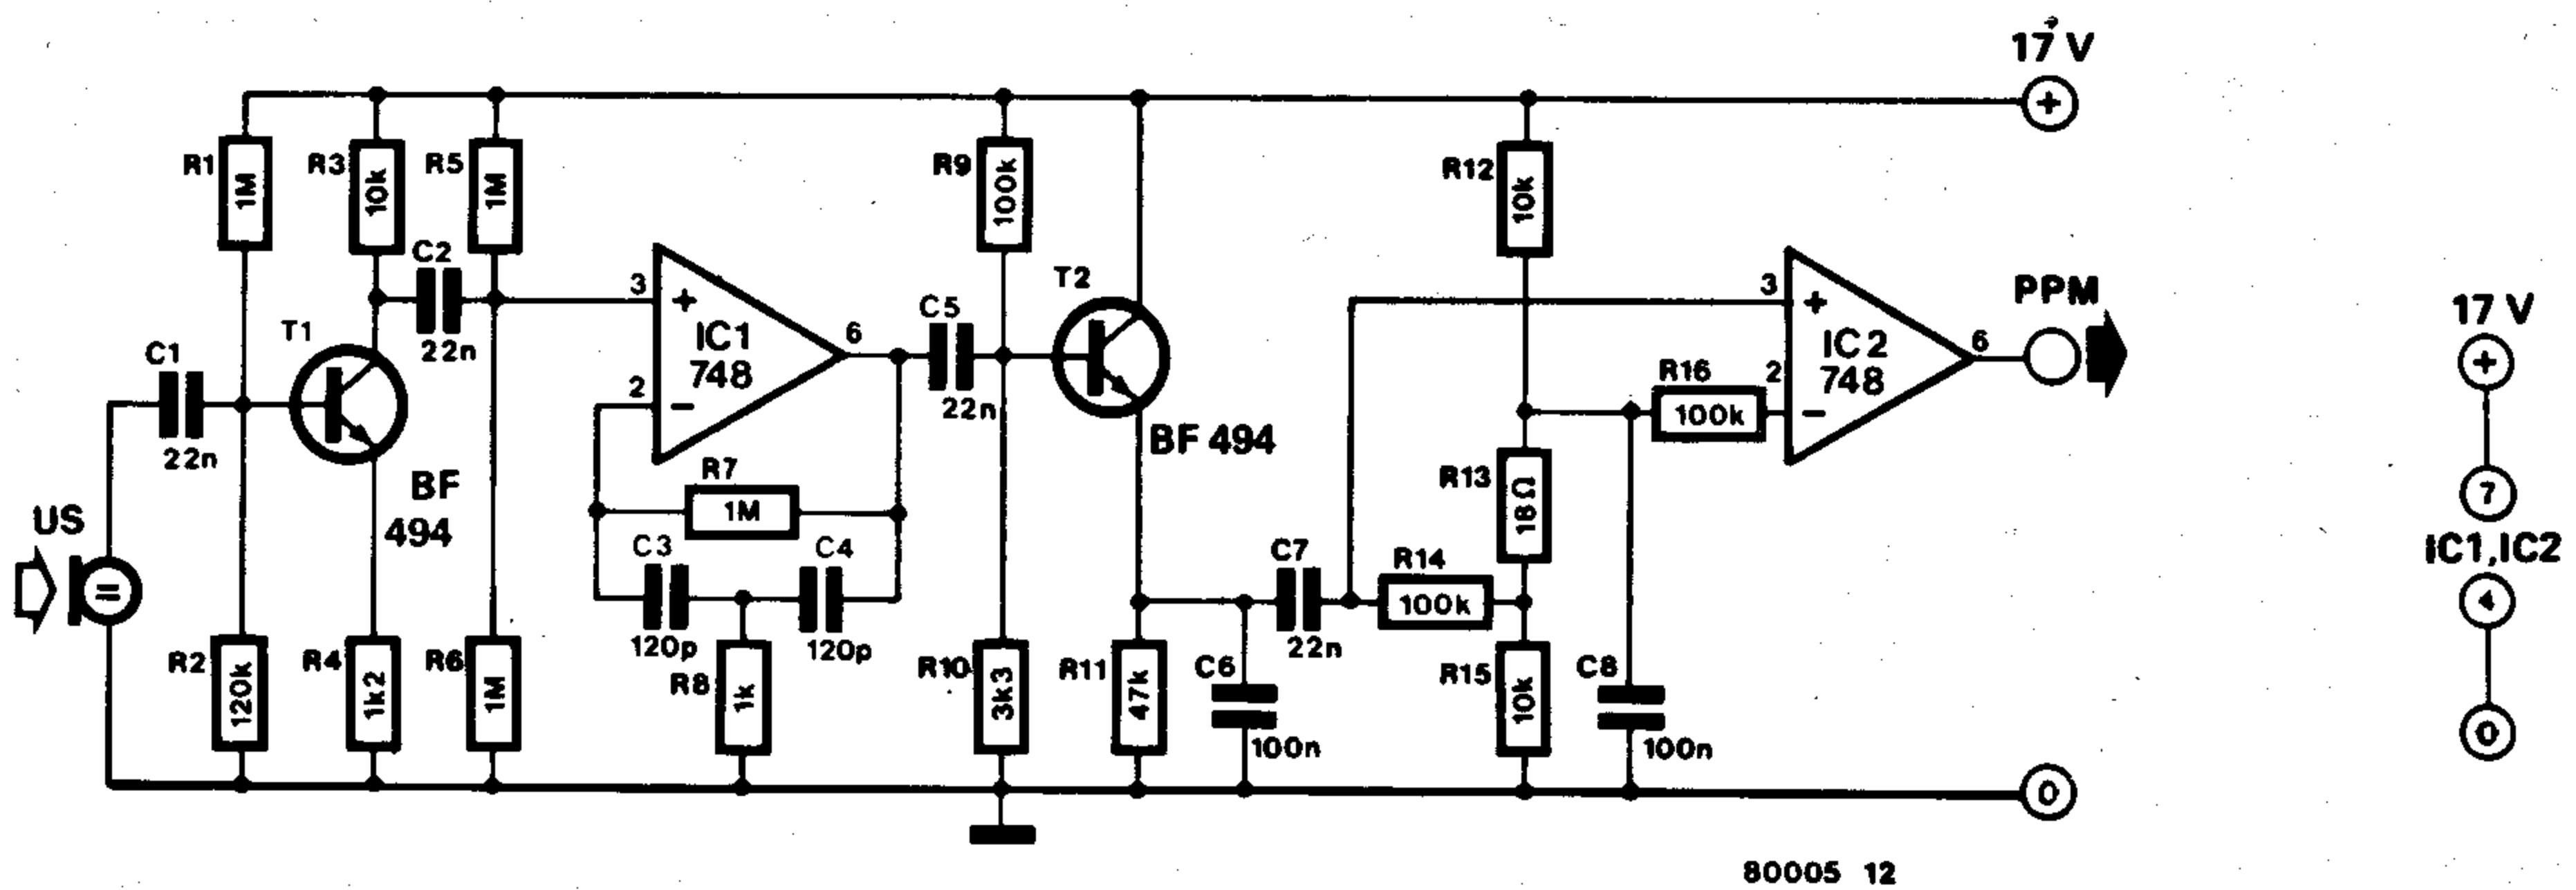 17 V
+
R1
1M
R3
10k
R5
1M
R9
100k
R12
10k
C2
22n
T1
C1
22n
BF
494
US
=
3
+
IC1
748
2
−
6
C5
22n
T2
BF 494
R7
1M
C3
120p
C4
120p
R8
1k
R2
120k
R4
1k2
R6
1M
R10
3k3
R11
47k
C6
100n
C7
22n
R14
100k
R13
18Ω
R15
10k
C8
100n
R16
100k
3
+
IC 2
748
2
−
6
PPM
0
17 V
+
7
IC1,IC2
4
0
80005 12